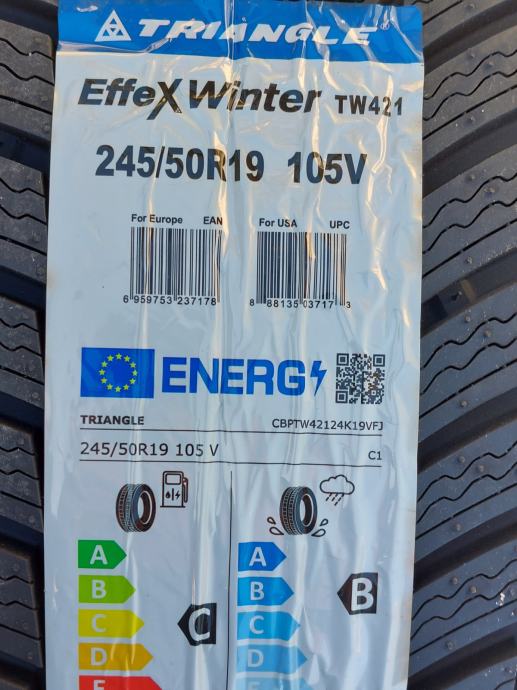 TRIANGLE
EffeX Winter TW421
245/50R19 105V
For Europe EAN For USA UPC
6 959753 237178 8 88135 03717 3
ENERG
TRIANGLE CBPTW42124K19VFJ
245/50R19 105 V C1
A A
B B B
C C
D D
E